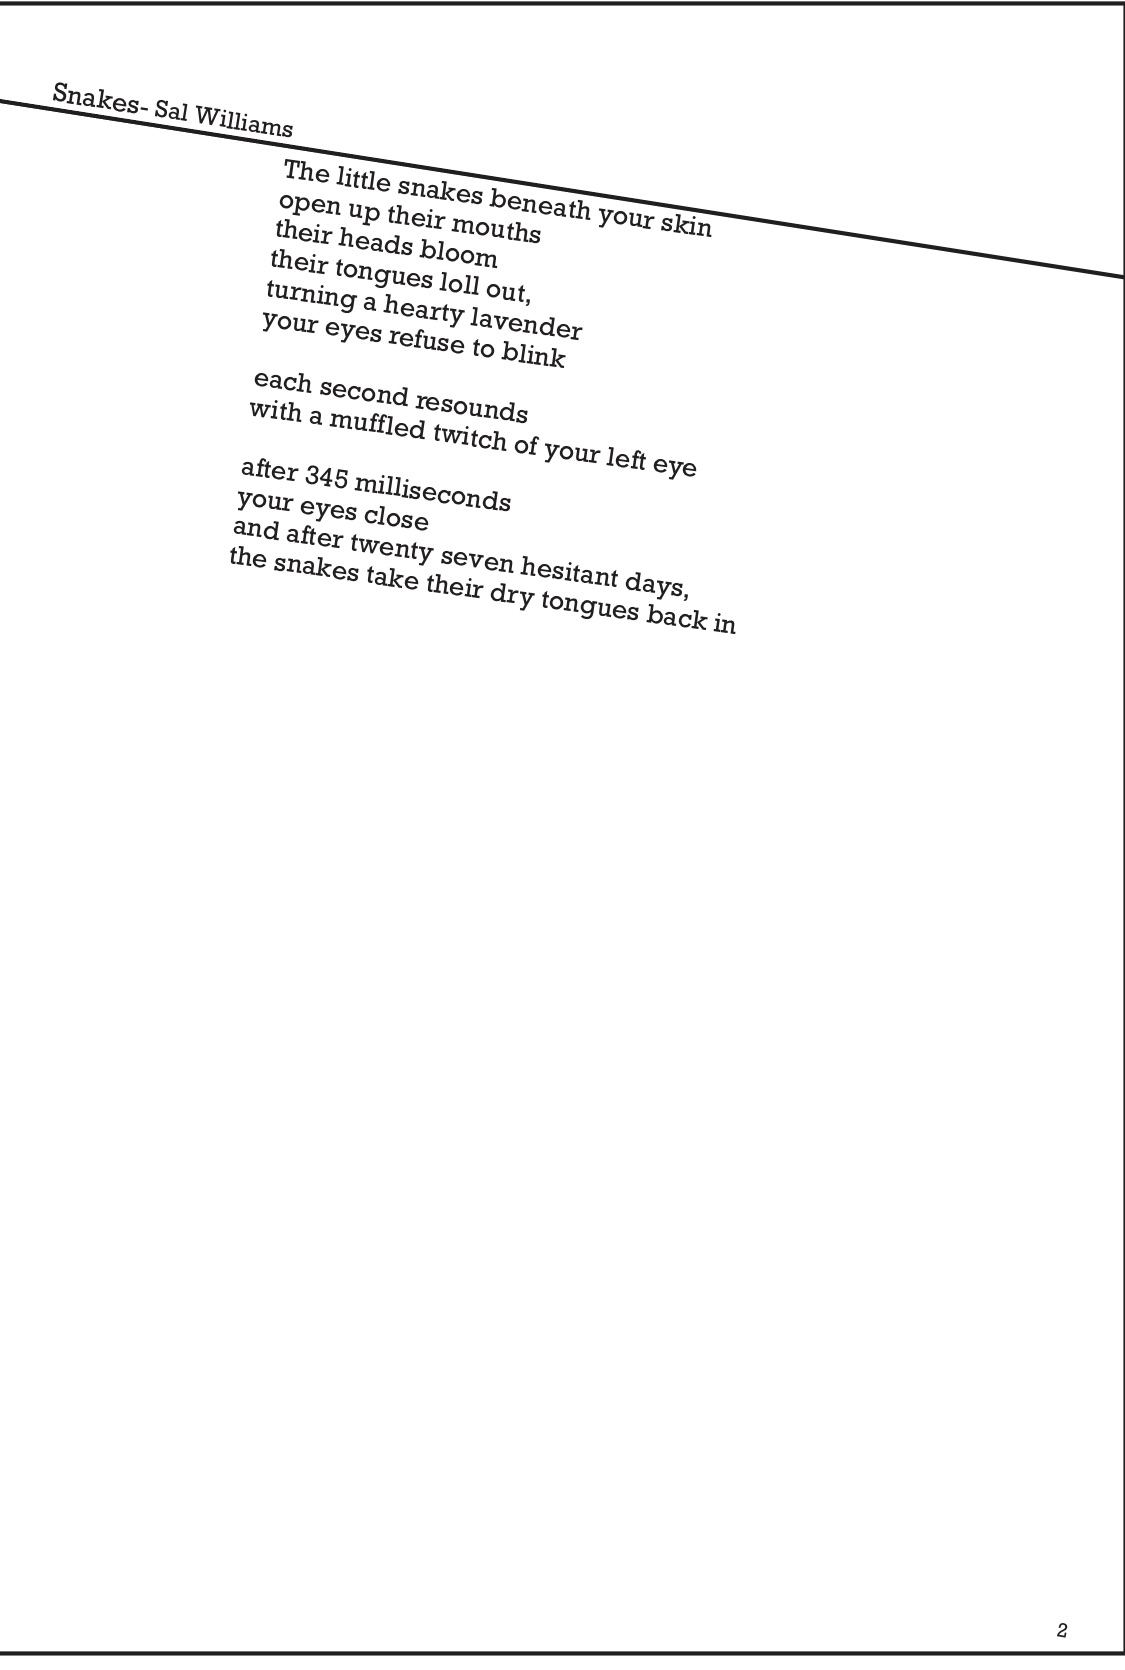 Snakes- Sal Williams
The little snakes beneath your skin
open up their mouths
their heads bloom
their tongues loll out,
turning a hearty lavender
your eyes refuse to blink
each second resounds
with a muffled twitch of your left eye
after 345 milliseconds
your eyes close
and after twenty seven hesitant days,
the snakes take their dry tongues back in
2